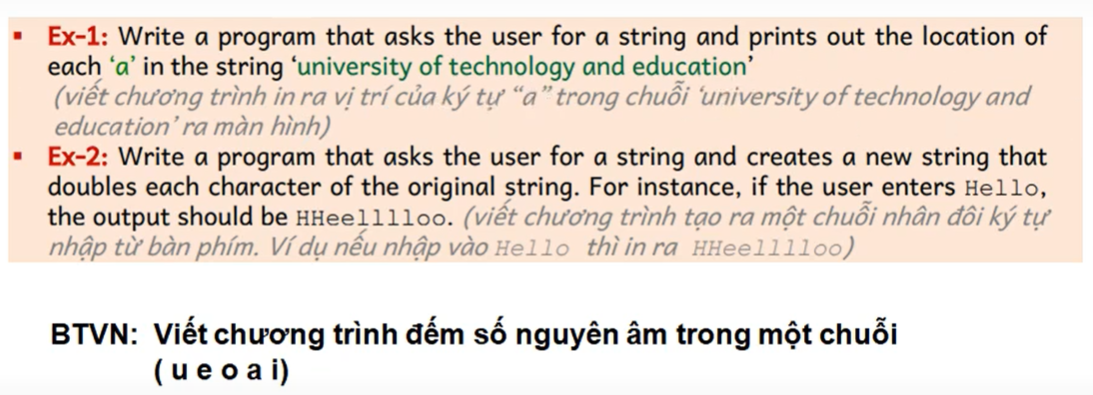 ▪ Ex-1: Write a program that asks the user for a string and prints out the location of
each ‘a’ in the string ‘university of technology and education’
(viết chương trình in ra vị trí của ký tự “a” trong chuỗi ‘university of technology and
education’ ra màn hình)
▪ Ex-2: Write a program that asks the user for a string and creates a new string that
doubles each character of the original string. For instance, if the user enters Hello,
the output should be HHeelllloo. (viết chương trình tạo ra một chuỗi nhân đôi ký tự
nhập từ bàn phím. Ví dụ nếu nhập vào Hello thì in ra HHeelllloo)
BTVN: Viết chương trình đếm số nguyên âm trong một chuỗi
( u e o a i)